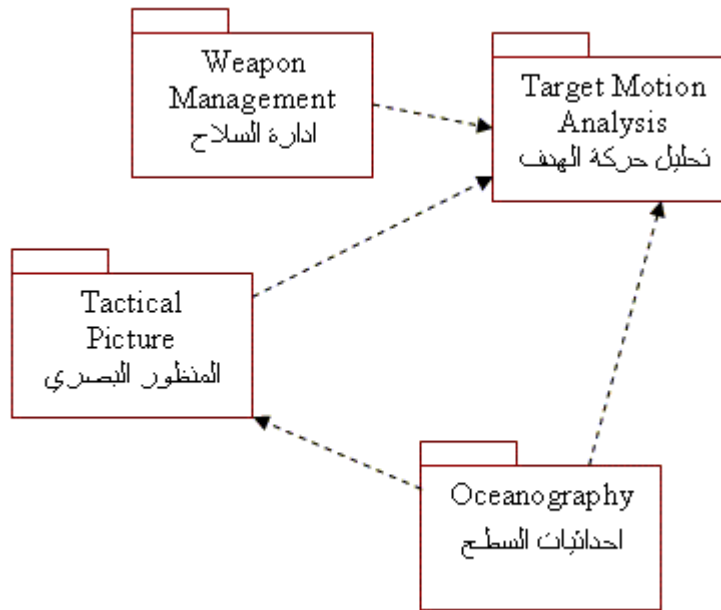 Weapon
Management
ادارة السلاح
Target Motion
Analysis
تحليل حركة الهدف
Tactical
Picture
المنظور البصري
Oceanography
احداثيات السطح